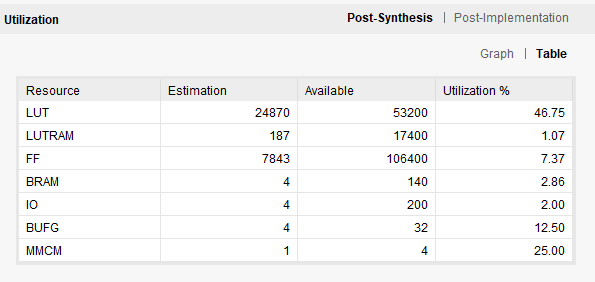 Utilization Post-Synthesis | Post-Implementation
Graph | Table
Resource Estimation Available Utilization %
LUT 24870 53200 46.75
LUTRAM 187 17400 1.07
FF 7843 106400 7.37
BRAM 4 140 2.86
IO 4 200 2.00
BUFG 4 32 12.50
MMCM 1 4 25.00